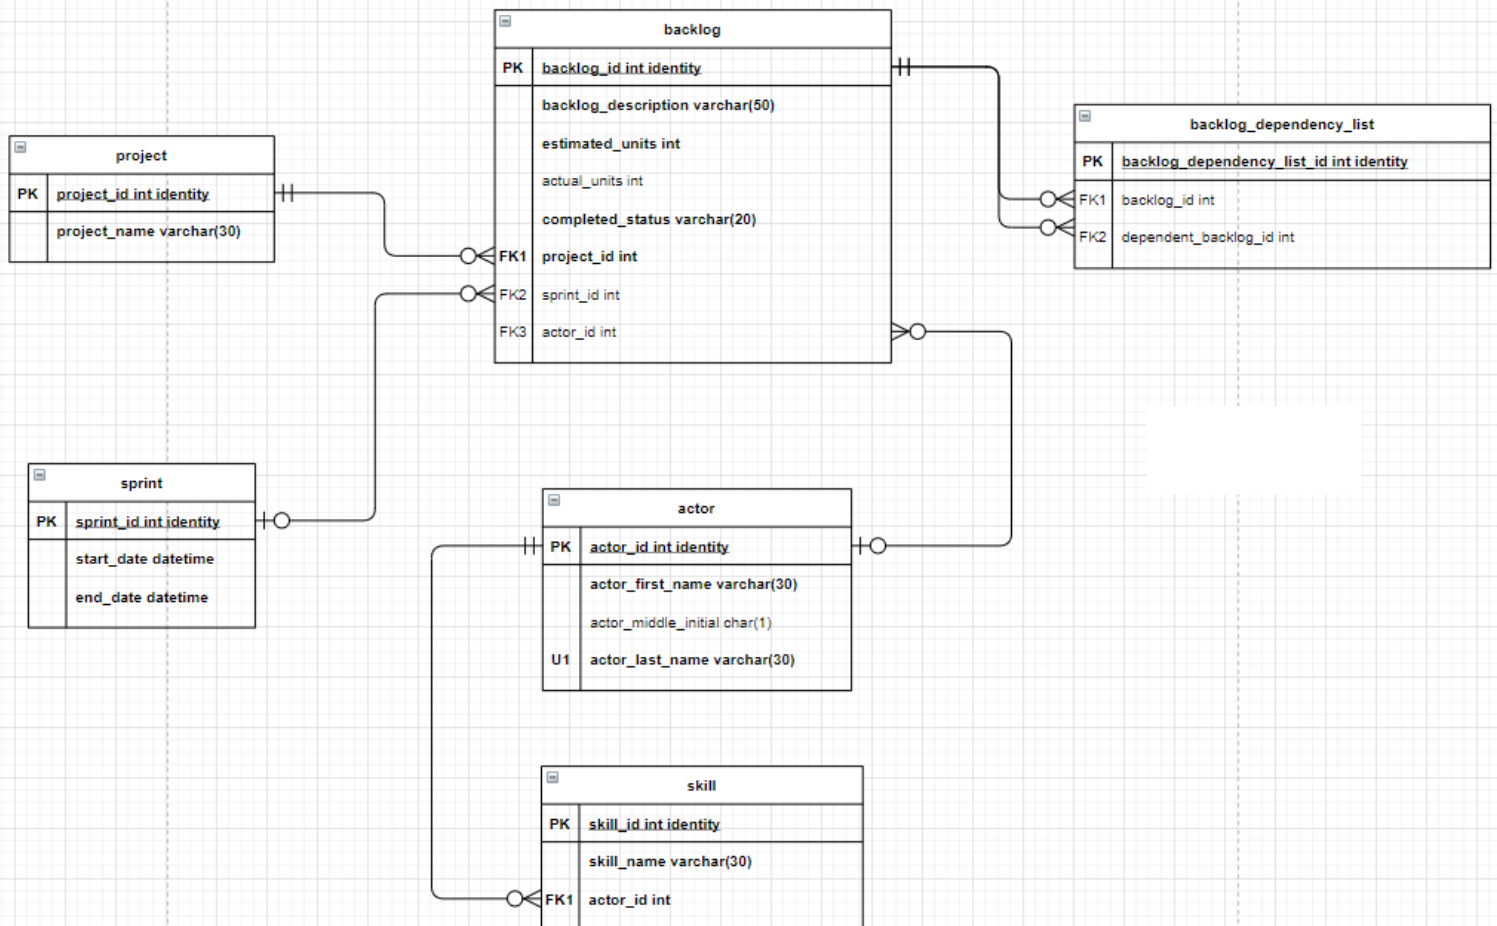 backlog
PK backlog_id int identity
backlog_description varchar(50)
estimated_units int
actual_units int
completed_status varchar(20)
FK1 project_id int
FK2 sprint_id int
FK3 actor_id int
backlog_dependency_list
PK backlog_dependency_list_id int identity
FK1 backlog_id int
FK2 dependent_backlog_id int
project
PK project_id int identity
project_name varchar(30)
sprint
PK sprint_id int identity
start_date datetime
end_date datetime
actor
PK actor_id int identity
actor_first_name varchar(30)
actor_middle_initial char(1)
U1 actor_last_name varchar(30)
skill
PK skill_id int identity
skill_name varchar(30)
FK1 actor_id int